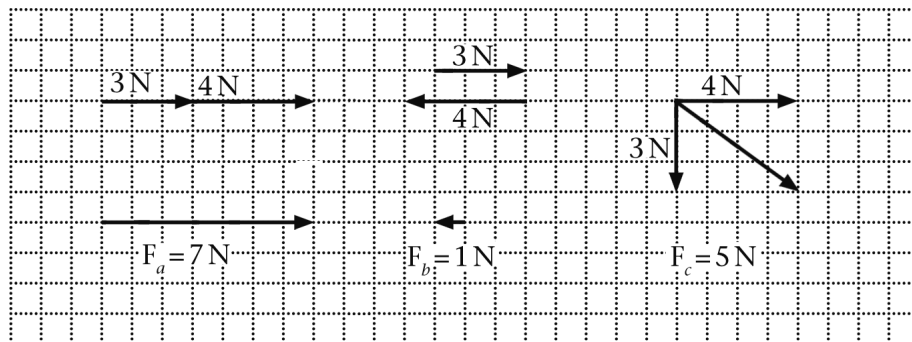 3 N 4 N
F_a = 7 N
3 N
4 N
F_b = 1 N
4 N
3 N
F_c = 5 N